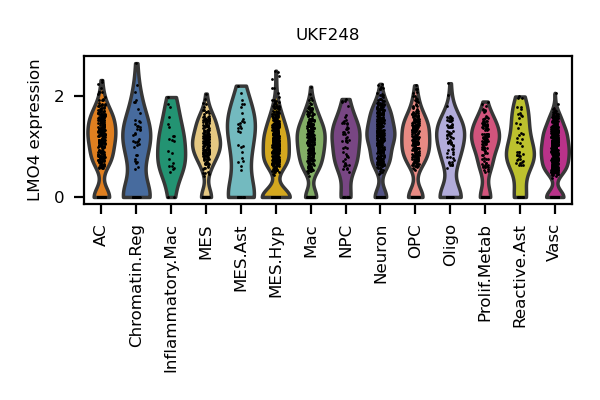 UKF248
LMO4 expression
2
0
AC
Chromatin.Reg
Inflammatory.Mac
MES
MES.Ast
MES.Hyp
Mac
NPC
Neuron
OPC
Oligo
Prolif.Metab
Reactive.Ast
Vasc